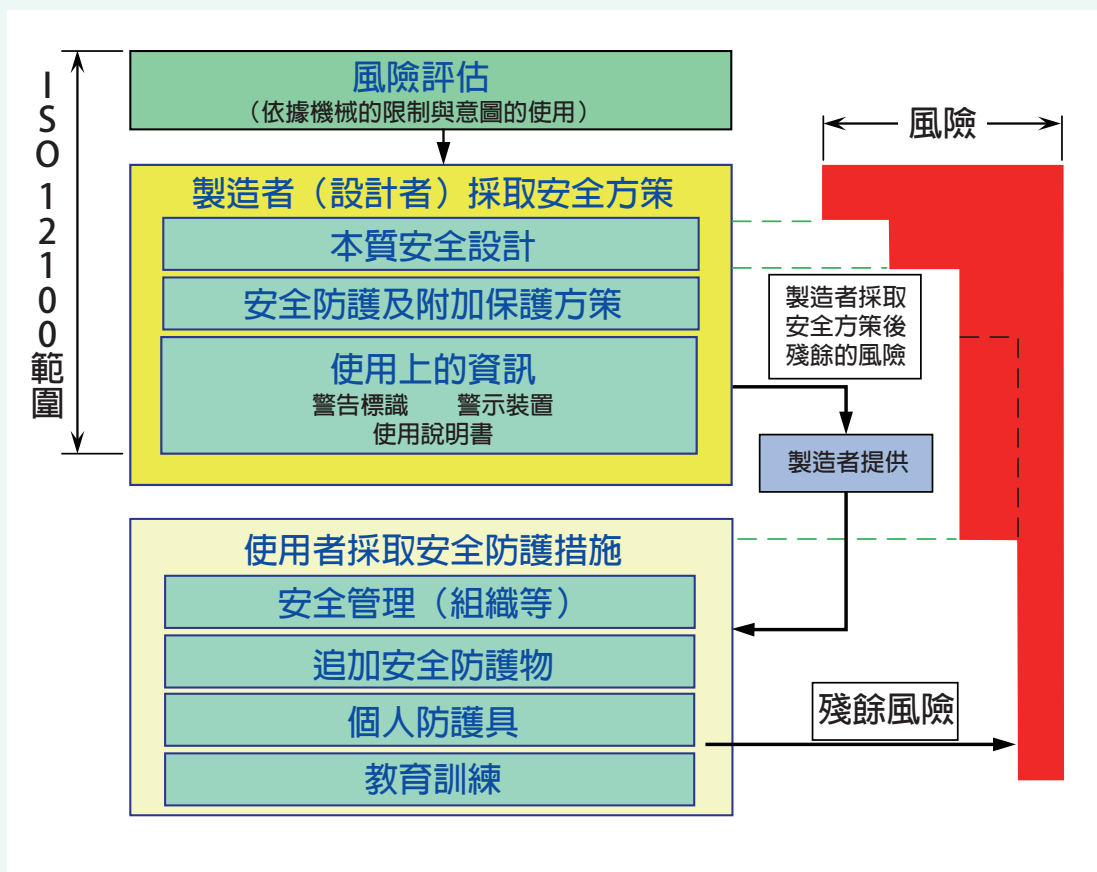 ISO 12100範圍
風險評估
（依據機械的限制與意圖的使用）
風險
製造者（設計者）採取安全方策
本質安全設計
安全防護及附加保護方策
使用上的資訊
警告標識 警示裝置
使用說明書
製造者採取
安全方策後
殘餘的風險
製造者提供
使用者採取安全防護措施
安全管理（組織等）
追加安全防護物
個人防護具
教育訓練
殘餘風險